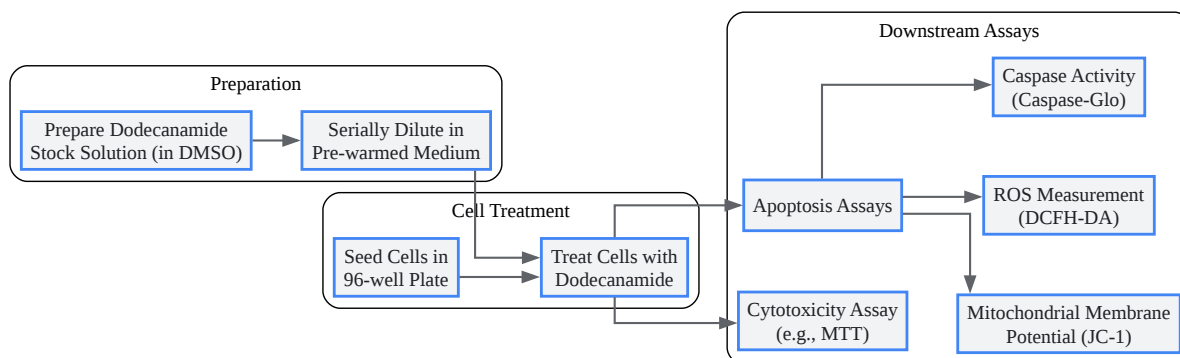 Preparation
Prepare Dodecanamide
Stock Solution (in DMSO)
Serially Dilute in
Pre-warmed Medium
Cell Treatment
Seed Cells in
96-well Plate
Treat Cells with
Dodecanamide
Downstream Assays
Apoptosis Assays
Caspase Activity
(Caspase-Glo)
ROS Measurement
(DCFH-DA)
Mitochondrial Membrane
Potential (JC-1)
Cytotoxicity Assay
(e.g., MTT)